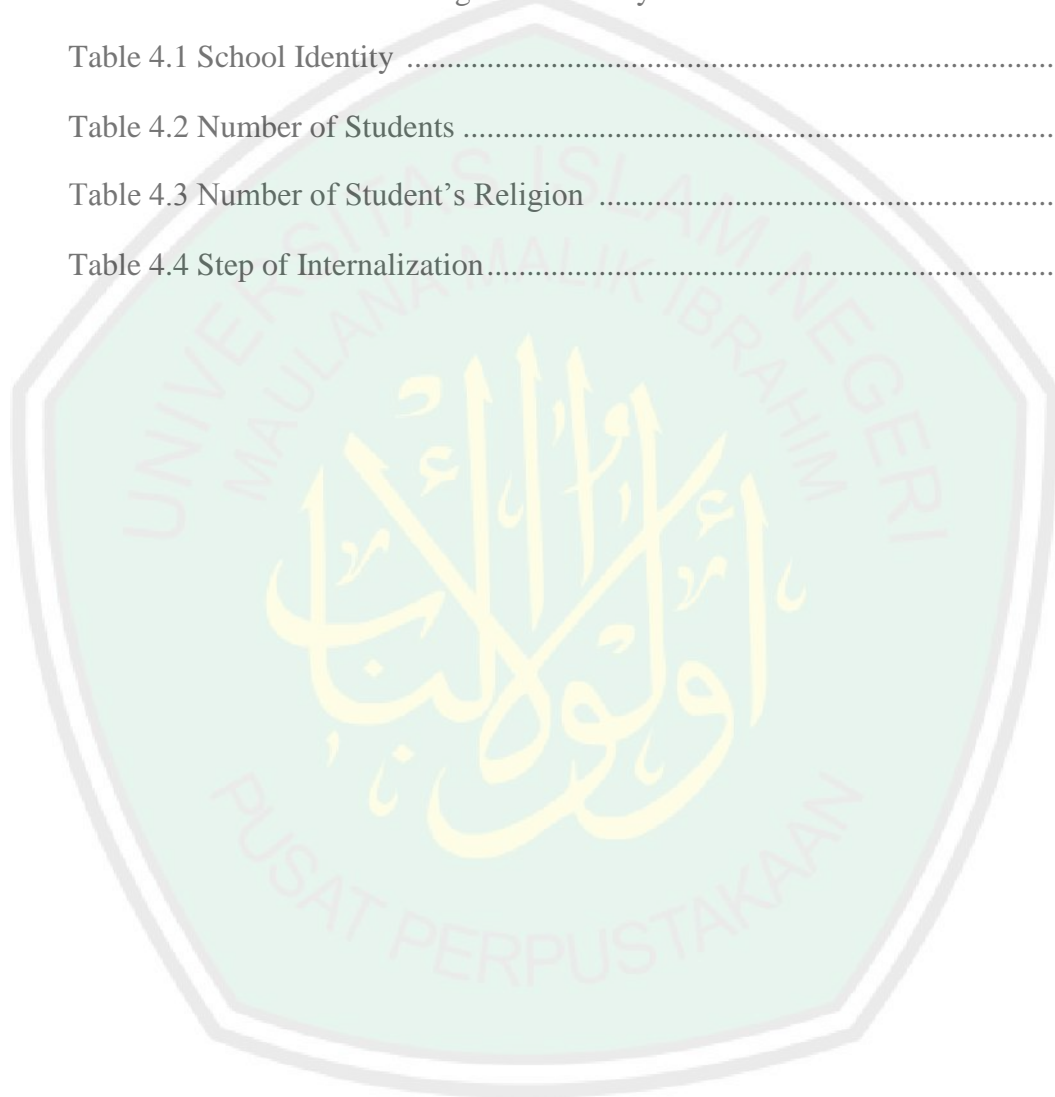 Table 4.1 School Identity ....................................................................
Table 4.2 Number of Students ..............................................................
Table 4.3 Number of Student’s Religion ................................................
Table 4.4 Step of Internalization............................................................
UNIVERSITAS ISLAM NEGERI
MAULANA MALIK IBRAHIM
أولوا الألباب
PUSAT PERPUSTAKAAN